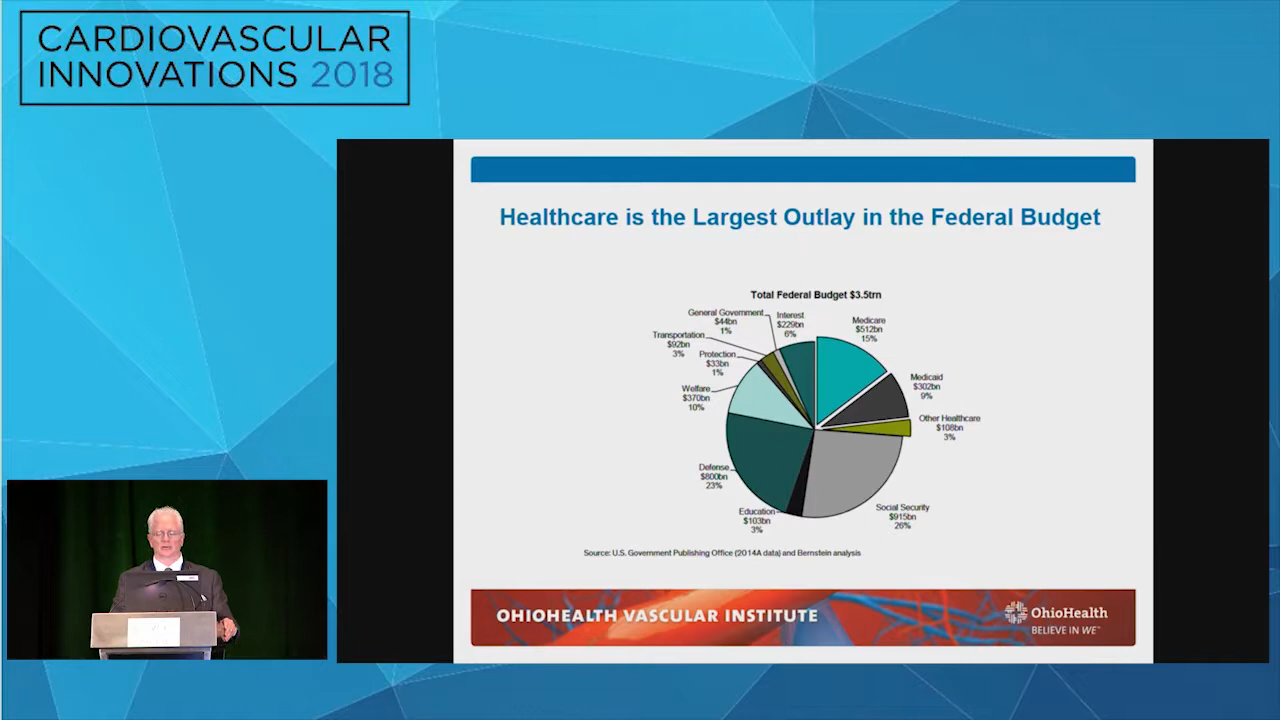 CARDIOVASCULAR
INNOVATIONS 2018
Healthcare is the Largest Outlay in the Federal Budget
Total Federal Budget $3.5trn
General Government
$44bn
1%
Interest
$229bn
6%
Medicare
$512bn
15%
Transportation
$92bn
3%
Protection
$33bn
1%
Welfare
$370bn
10%
Medicaid
$302bn
9%
Other Healthcare
$108bn
3%
Defense
$800bn
23%
Education
$103bn
3%
Social Security
$915bn
26%
Source: U.S. Government Publishing Office (2014A data) and Bernstein analysis
OHIOHEALTH VASCULAR INSTITUTE
OhioHealth
BELIEVE IN WE™